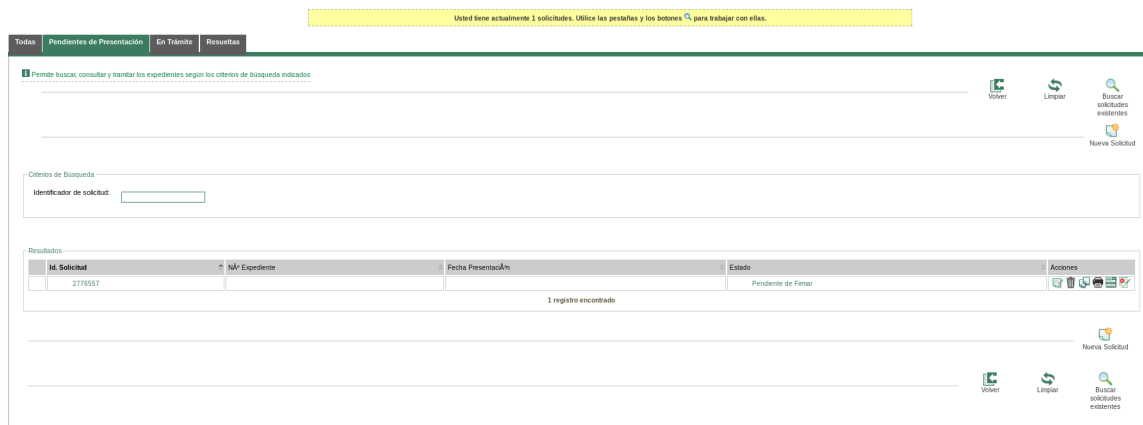 Usted tiene actualmente 1 solicitudes. Utilice las pestañas y los botones para trabajar con ellas.
Todas Pendientes de Presentación En Trámite Resueltas
Permite buscar, consultar y tramitar los expedientes según los criterios de búsqueda indicados
Volver Limpiar Buscar solicitudes existentes
Nueva Solicitud
Criterios de Búsqueda
Identificador de solicitud:
Resultados
Id. Solicitud NÂº Expediente Fecha PresentaciÃ³n Estado Acciones
2776557 Pendiente de Firmar
1 registro encontrado
Nueva Solicitud
Volver Limpiar Buscar solicitudes existentes